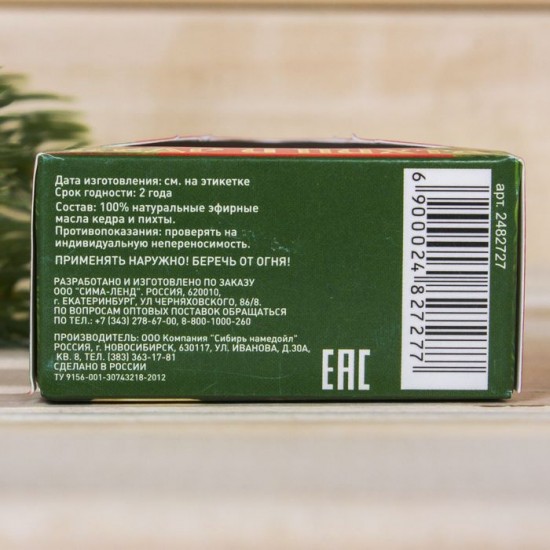 Дата изготовления: см. на этикетке
Срок годности: 2 года
Состав: 100% натуральные эфирные
масла кедра и пихты.
Противопоказания: проверять на
индивидуальную непереносимость.
ПРИМЕНЯТЬ НАРУЖНО! БЕРЕЧЬ ОТ ОГНЯ!
РАЗРАБОТАНО И ИЗГОТОВЛЕНО ПО ЗАКАЗУ
ООО "СИМА-ЛЕНД". РОССИЯ, 620010,
г. ЕКАТЕРИНБУРГ, УЛ ЧЕРНЯХОВСКОГО, 86/8.
ПО ВОПРОСАМ ОПТОВЫХ ПОСТАВОК ОБРАЩАТЬСЯ
ПО ТЕЛ.: +7 (343) 278-67-00, 8-800-1000-260
ПРОИЗВОДИТЕЛЬ: ООО Компания "Сибирь намедойл"
РОССИЯ, г. НОВОСИБИРСК, 630117, УЛ. ИВАНОВА, Д.30А,
КВ. 8, ТЕЛ. (383) 363-17-81
СДЕЛАНО В РОССИИ
ТУ 9156-001-30743218-2012
EAC
6 900024 827277
арт. 2482727